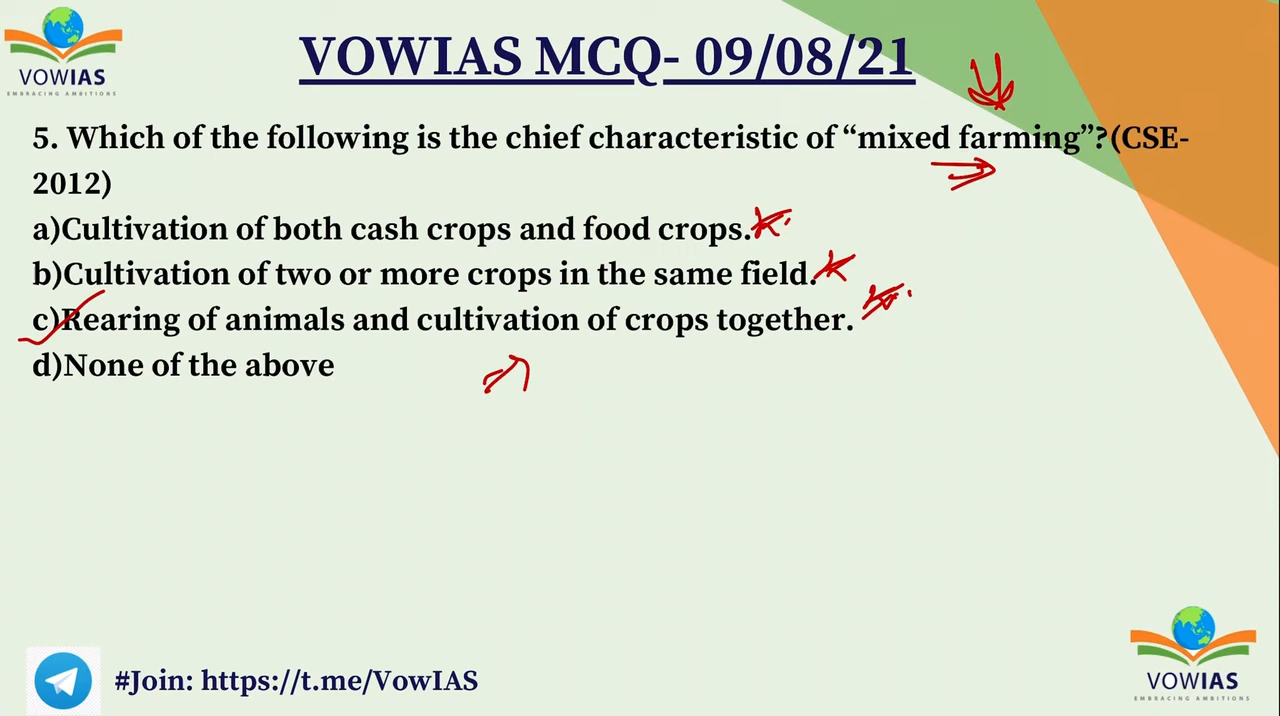 VOWIAS
EMBRACING AMBITIONS
VOWIAS MCQ- 09/08/21
5. Which of the following is the chief characteristic of “mixed farming”?(CSE-
2012)
a)Cultivation of both cash crops and food crops.
b)Cultivation of two or more crops in the same field.
c)Rearing of animals and cultivation of crops together.
d)None of the above
#Join: https://t.me/VowIAS
VOWIAS
EMBRACING AMBITIONS